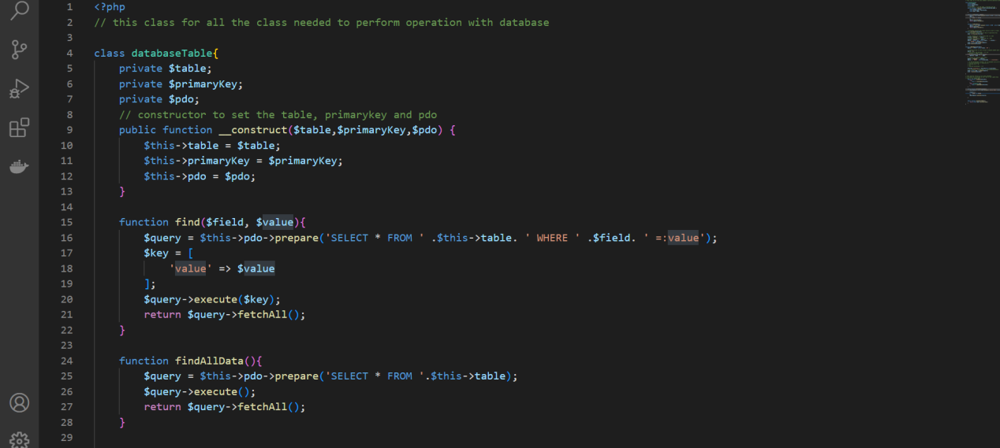 1 <?php
2 // this class for all the class needed to perform operation with database
3
4 class databaseTable{
5     private $table;
6     private $primaryKey;
7     private $pdo;
8     // constructor to set the table, primarykey and pdo
9     public function __construct($table,$primaryKey,$pdo) {
10         $this->table = $table;
11         $this->primaryKey = $primaryKey;
12         $this->pdo = $pdo;
13     }
14
15     function find($field, $value){
16         $query = $this->pdo->prepare('SELECT * FROM ' .$this->table. ' WHERE ' .$field. ' =:value');
17         $key = [
18             'value' => $value
19         ];
20         $query->execute($key);
21         return $query->fetchAll();
22     }
23
24     function findAllData(){
25         $query = $this->pdo->prepare('SELECT * FROM '.$this->table);
26         $query->execute();
27         return $query->fetchAll();
28     }
29